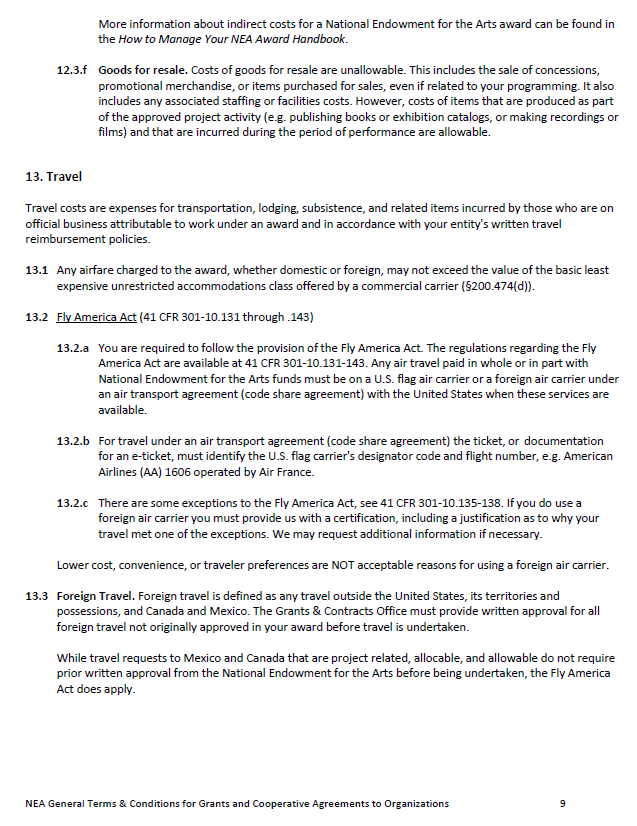 More information about indirect costs for a National Endowment for the Arts award can be found in
the How to Manage Your NEA Award Handbook.
12.3.f Goods for resale. Costs of goods for resale are unallowable. This includes the sale of concessions,
promotional merchandise, or items purchased for sales, even if related to your programming. It also
includes any associated staffing or facilities costs. However, costs of items that are produced as part
of the approved project activity (e.g. publishing books or exhibition catalogs, or making recordings or
films) and that are incurred during the period of performance are allowable.
13. Travel
Travel costs are expenses for transportation, lodging, subsistence, and related items incurred by those who are on
official business attributable to work under an award and in accordance with your entity's written travel
reimbursement policies.
13.1 Any airfare charged to the award, whether domestic or foreign, may not exceed the value of the basic least
expensive unrestricted accommodations class offered by a commercial carrier (§200.474(d)).
13.2 Fly America Act (41 CFR 301-10.131 through .143)
13.2.a You are required to follow the provision of the Fly America Act. The regulations regarding the Fly
America Act are available at 41 CFR 301-10.131-143. Any air travel paid in whole or in part with
National Endowment for the Arts funds must be on a U.S. flag air carrier or a foreign air carrier under
an air transport agreement (code share agreement) with the United States when these services are
available.
13.2.b For travel under an air transport agreement (code share agreement) the ticket, or documentation
for an e-ticket, must identify the U.S. flag carrier's designator code and flight number, e.g. American
Airlines (AA) 1606 operated by Air France.
13.2.c There are some exceptions to the Fly America Act, see 41 CFR 301-10.135-138. If you do use a
foreign air carrier you must provide us with a certification, including a justification as to why your
travel met one of the exceptions. We may request additional information if necessary.
Lower cost, convenience, or traveler preferences are NOT acceptable reasons for using a foreign air carrier.
13.3 Foreign Travel. Foreign travel is defined as any travel outside the United States, its territories and
possessions, and Canada and Mexico. The Grants & Contracts Office must provide written approval for all
foreign travel not originally approved in your award before travel is undertaken.
While travel requests to Mexico and Canada that are project related, allocable, and allowable do not require
prior written approval from the National Endowment for the Arts before being undertaken, the Fly America
Act does apply.
NEA General Terms & Conditions for Grants and Cooperative Agreements to Organizations 9